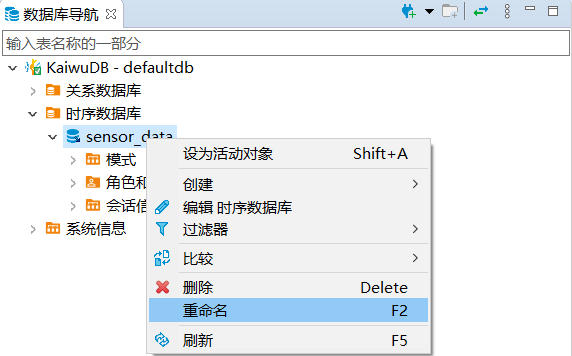 数据库导航
输入表名称的一部分
KaiwuDB - defaultdb
关系数据库
时序数据库
sensor_data
模式
角色和
会话信
系统信息
设为活动对象 Shift+A
创建
编辑 时序数据库
过滤器
比较
删除 Delete
重命名 F2
刷新 F5